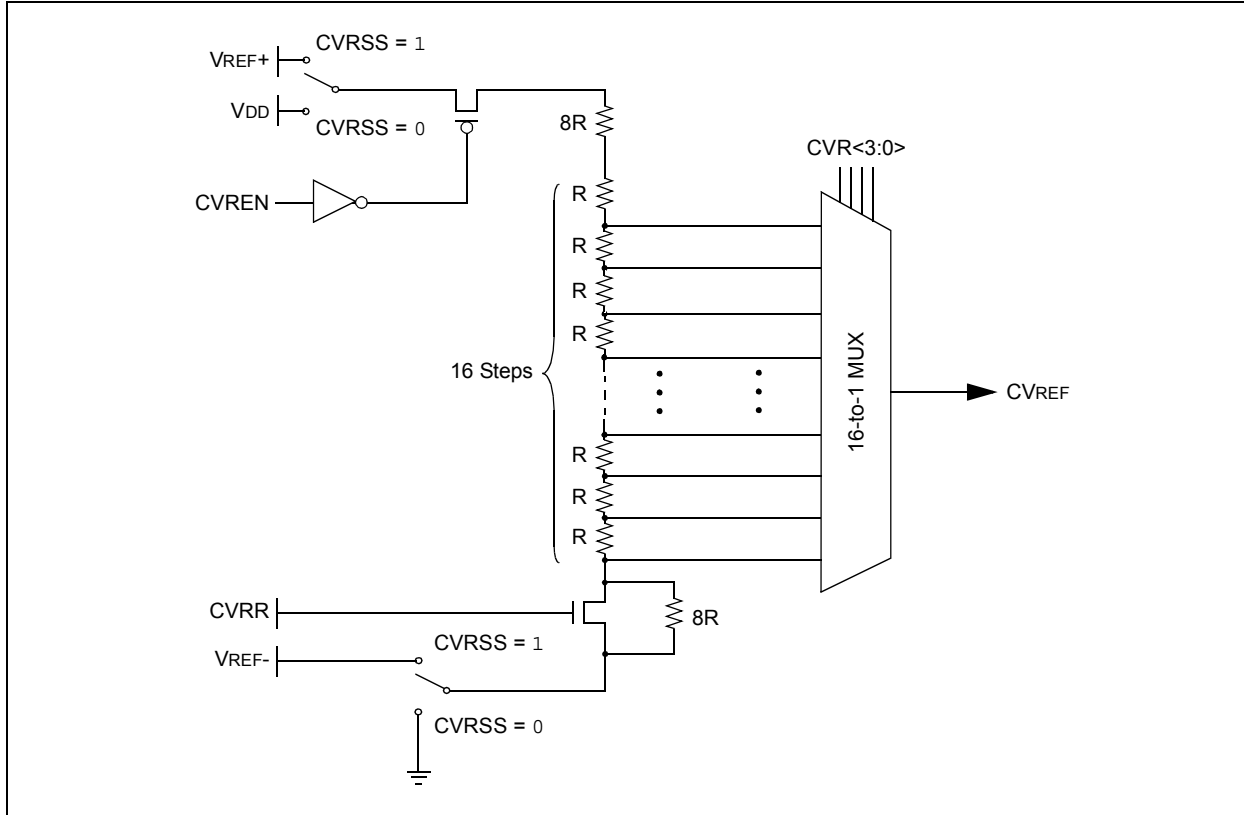 CVRSS = 1
VREF+
VDD
CVRSS = 0
8R
CVREN
CVR<3:0>
R
R
R
R
16 Steps
16-to-1 MUX
CVREF
R
R
R
CVRR
8R
CVRSS = 1
VREF-
CVRSS = 0